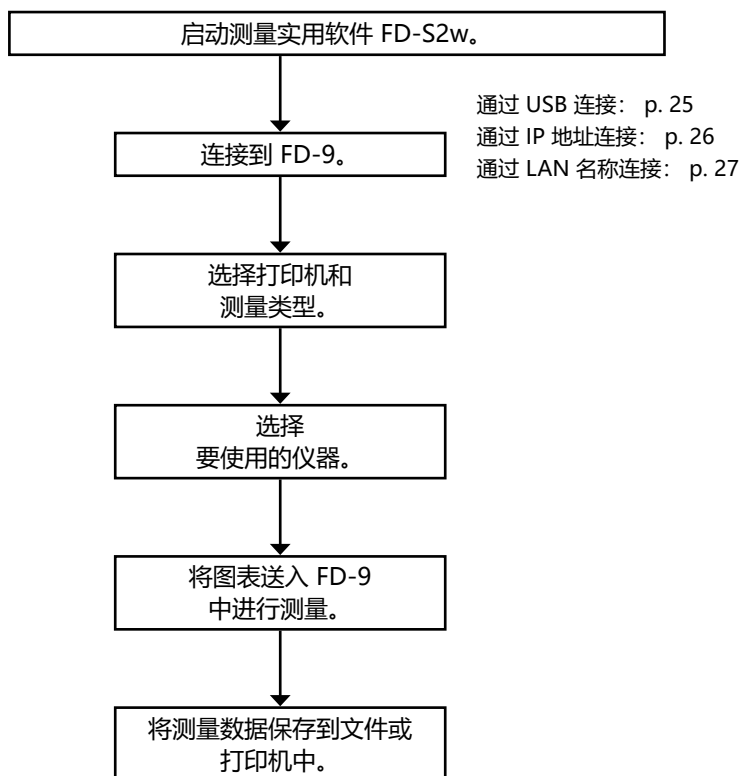 启动测量实用软件 FD-S2w。
通过 USB 连接： p. 25
通过 IP 地址连接： p. 26
通过 LAN 名称连接： p. 27
连接到 FD-9。
选择打印机和
测量类型。
选择
要使用的仪器。
将图表送入 FD-9
中进行测量。
将测量数据保存到文件或
打印机中。